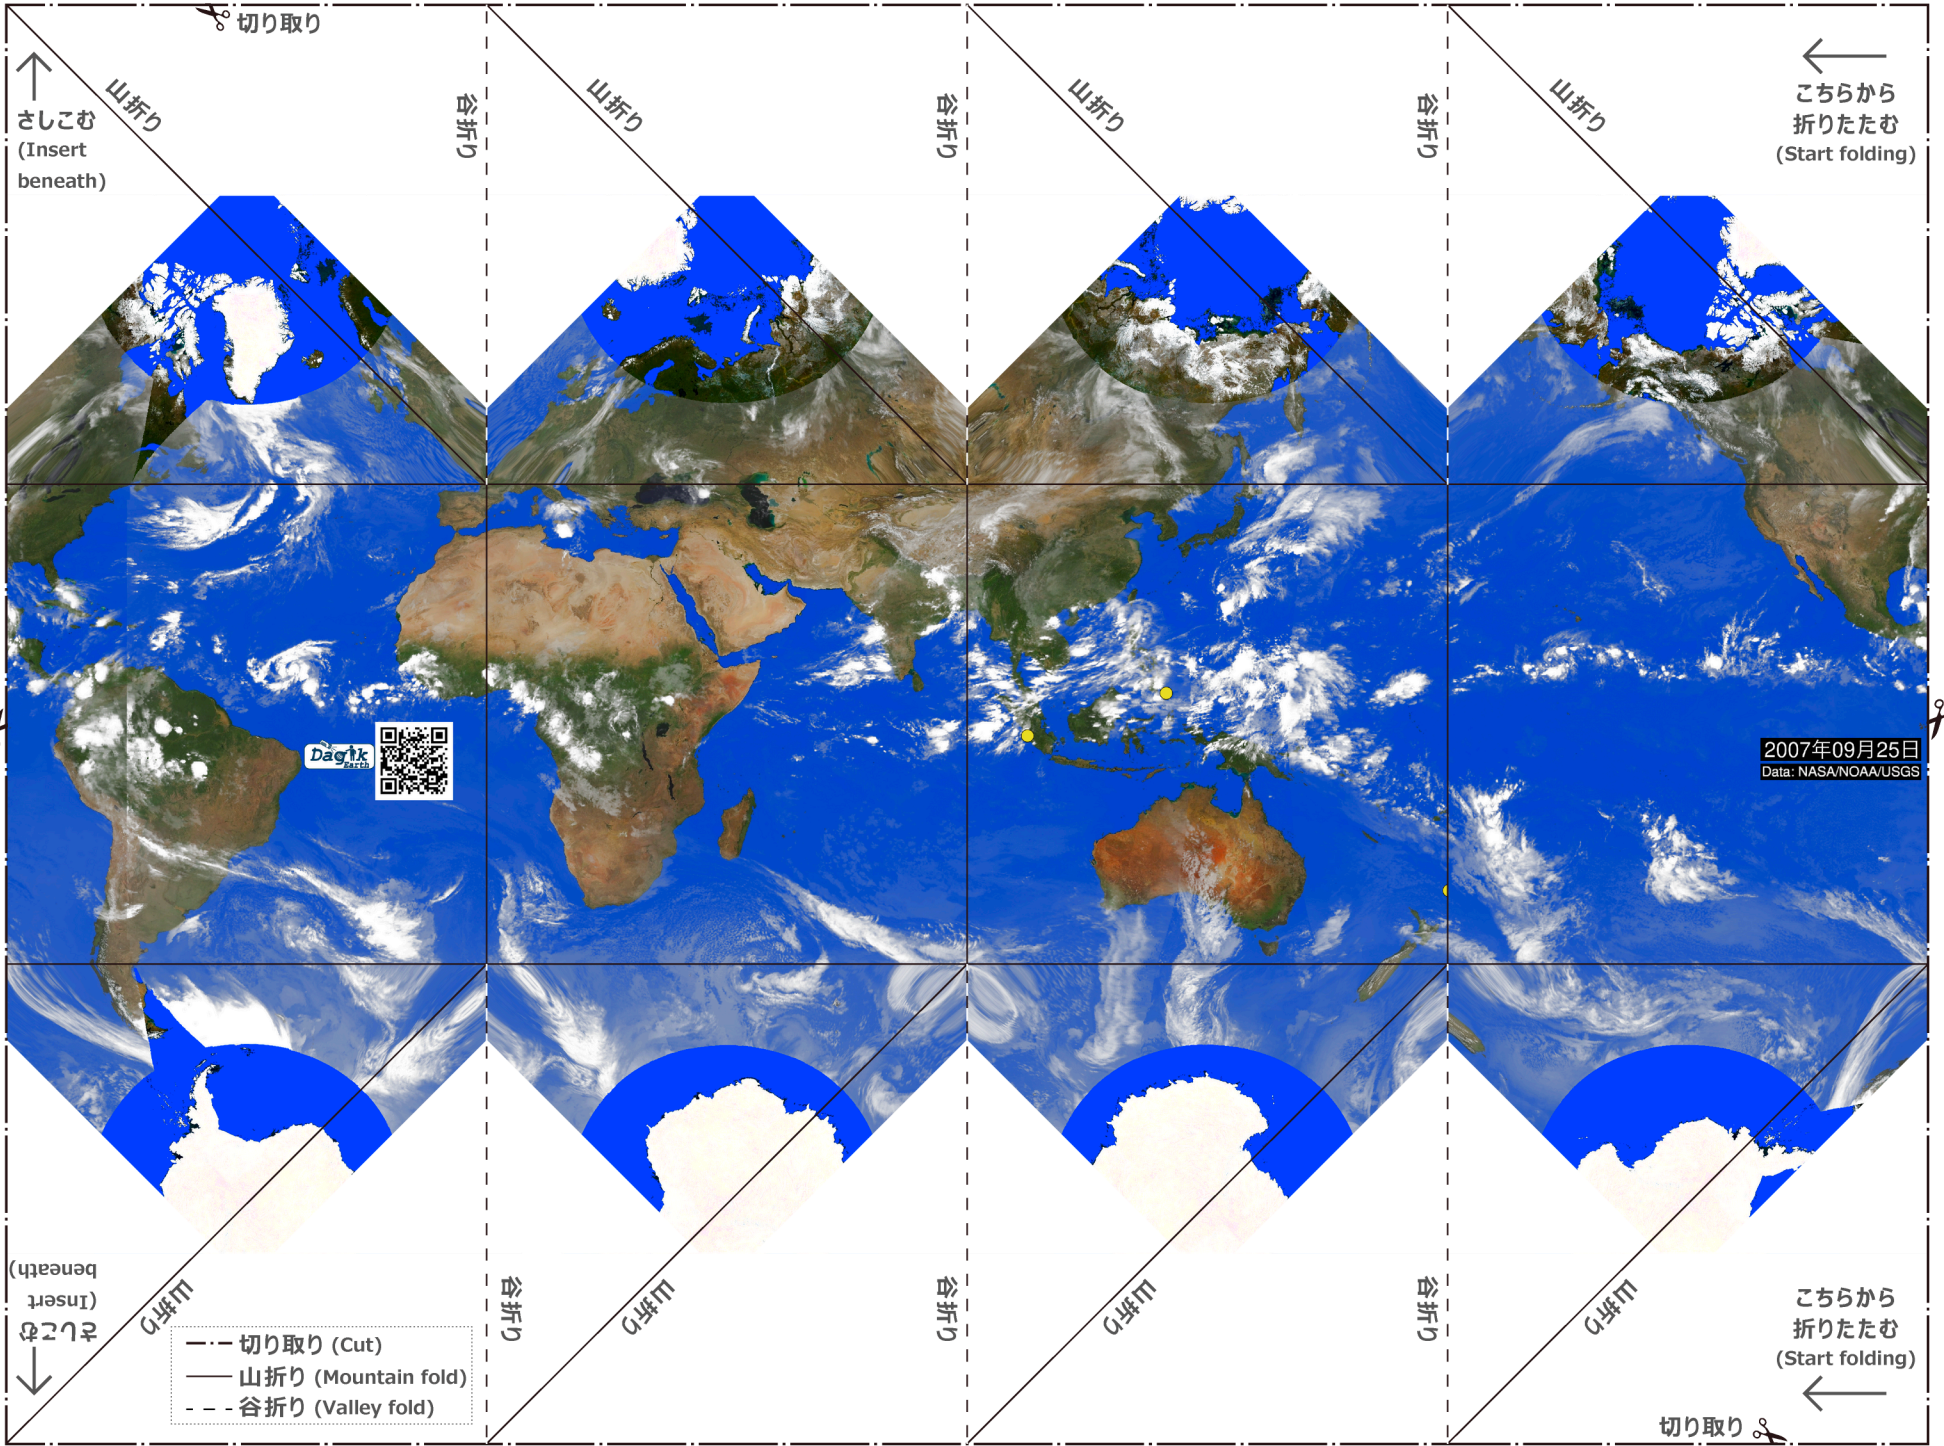 切り取り
さしこむ
(Insert
beneath)
山折り
谷折り
山折り
谷折り
山折り
谷折り
山折り
こちらから
折りたたむ
(Start folding)
Dagik
Earth
2007年09月25日
Data: NASA/NOAA/USGS
さしこむ
(Insert
beneath)
山折り
谷折り
山折り
谷折り
山折り
谷折り
山折り
こちらから
折りたたむ
(Start folding)
切り取り (Cut)
山折り (Mountain fold)
谷折り (Valley fold)
切り取り